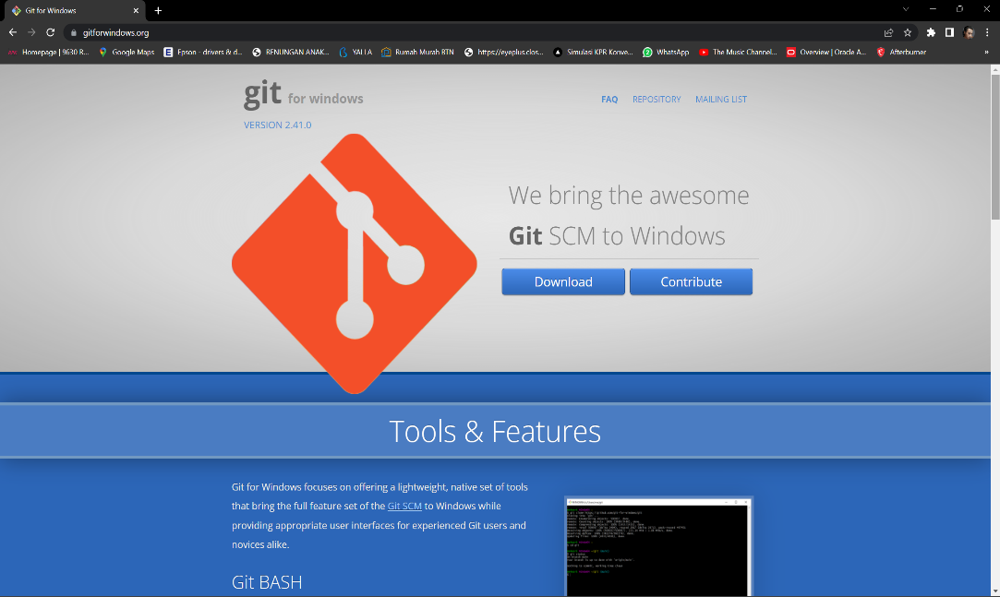 Git for Windows
gitforwindows.org
Homepage | 9630 R...
Google Maps
Epson - drivers & d...
RENUNGAN ANAK...
YALLA
Rumah Murah BTN
https://eyeplus.clos...
Simulasi KPR Konve...
WhatsApp
The Music Channel...
Overview | Oracle A...
Afterburner
»
git for windows
FAQ
REPOSITORY
MAILING LIST
VERSION 2.41.0
We bring the awesome
Git SCM to Windows
Download
Contribute
Tools & Features
Git for Windows focuses on offering a lightweight, native set of tools
that bring the full feature set of the Git SCM to Windows while
providing appropriate user interfaces for experienced Git users and
novices alike.
Git BASH